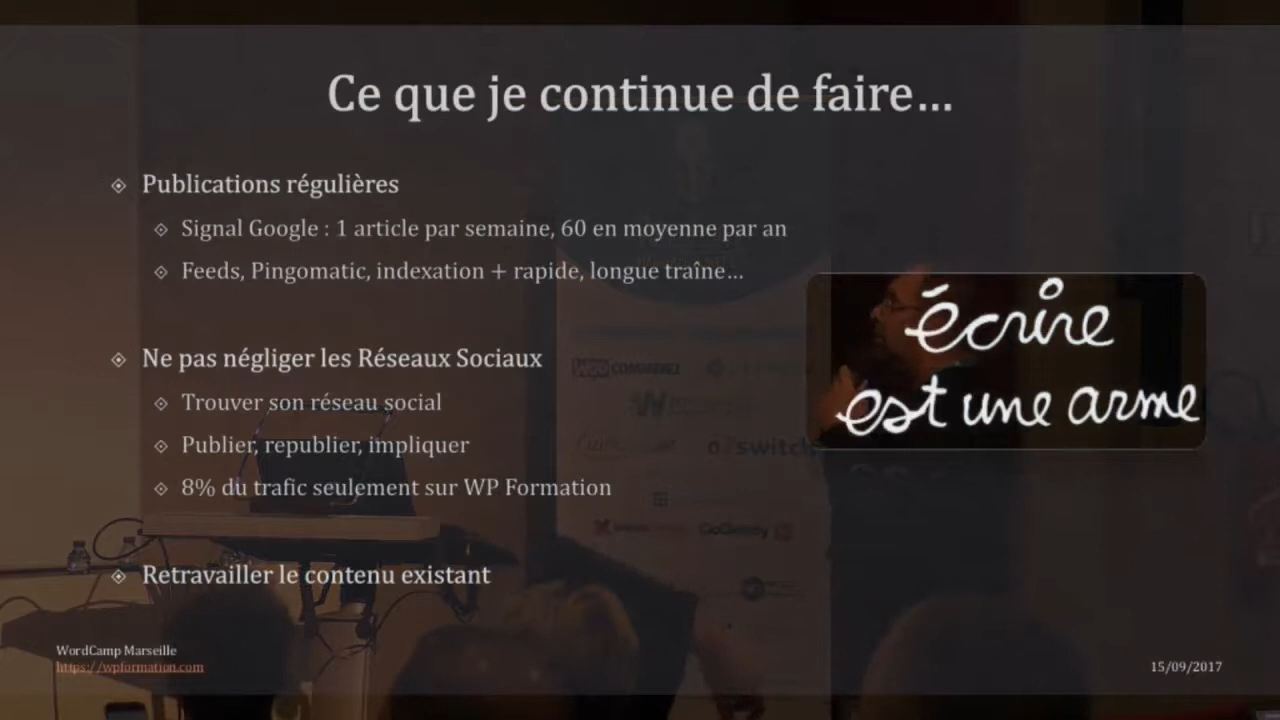 Ce que je continue de faire...
Publications régulières
Signal Google : 1 article par semaine, 60 en moyenne par an
Feeds, Pingomatic, indexation + rapide, longue traîne...
Ne pas négliger les Réseaux Sociaux
Trouver son réseau social
Publier, republier, impliquer
8% du trafic seulement sur WP Formation
Retravailler le contenu existant
écrire
est une arme
WooCommerce
o2switch
GoGeddy
WordCamp Marseille
https://wpformation.com
15/09/2017